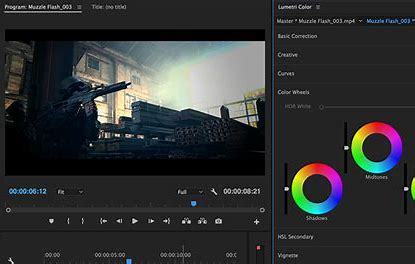 Program: Muzzle Flash_003 Title: (no title)
Lumetri Color
Master * Muzzle Flash_003.mp4 Muzzle Flash_003
Basic Correction
Creative
Curves
Color Wheels
HDR White
Midtones
Shadows
00:00:06:12 Fit Full 00:00:08:21
HSL Secondary
:00:00 00:00:05:00 00:00:10:00
Vignette